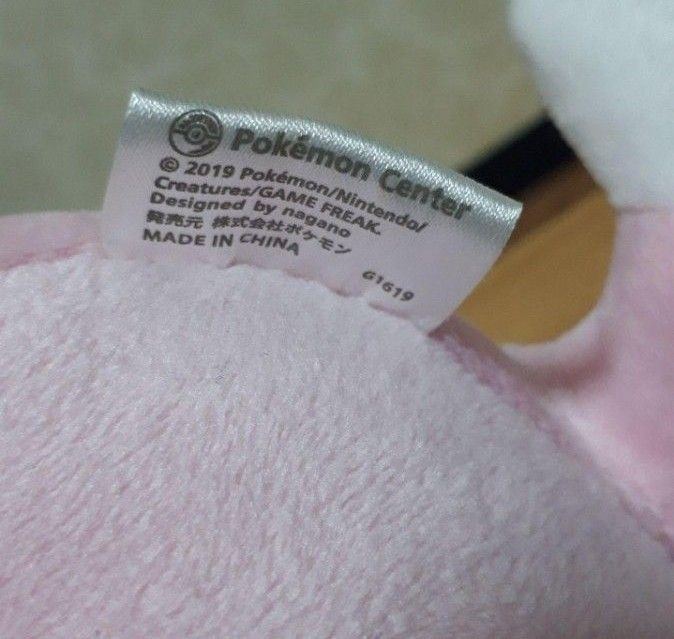 Pokémon Center
© 2019 Pokémon/Nintendo/
Creatures/GAME FREAK.
Designed by nagano
発売元 株式会社ポケモン
MADE IN CHINA
G1619